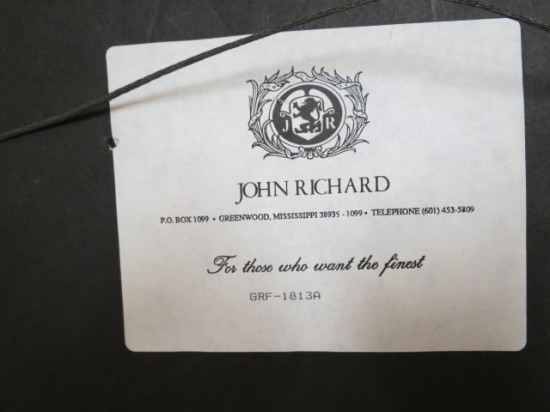 J R
JOHN RICHARD
P.O. BOX 1099 • GREENWOOD, MISSISSIPPI 38935 - 1099 • TELEPHONE (601) 453-5809
For those who want the finest
GRF-1813A